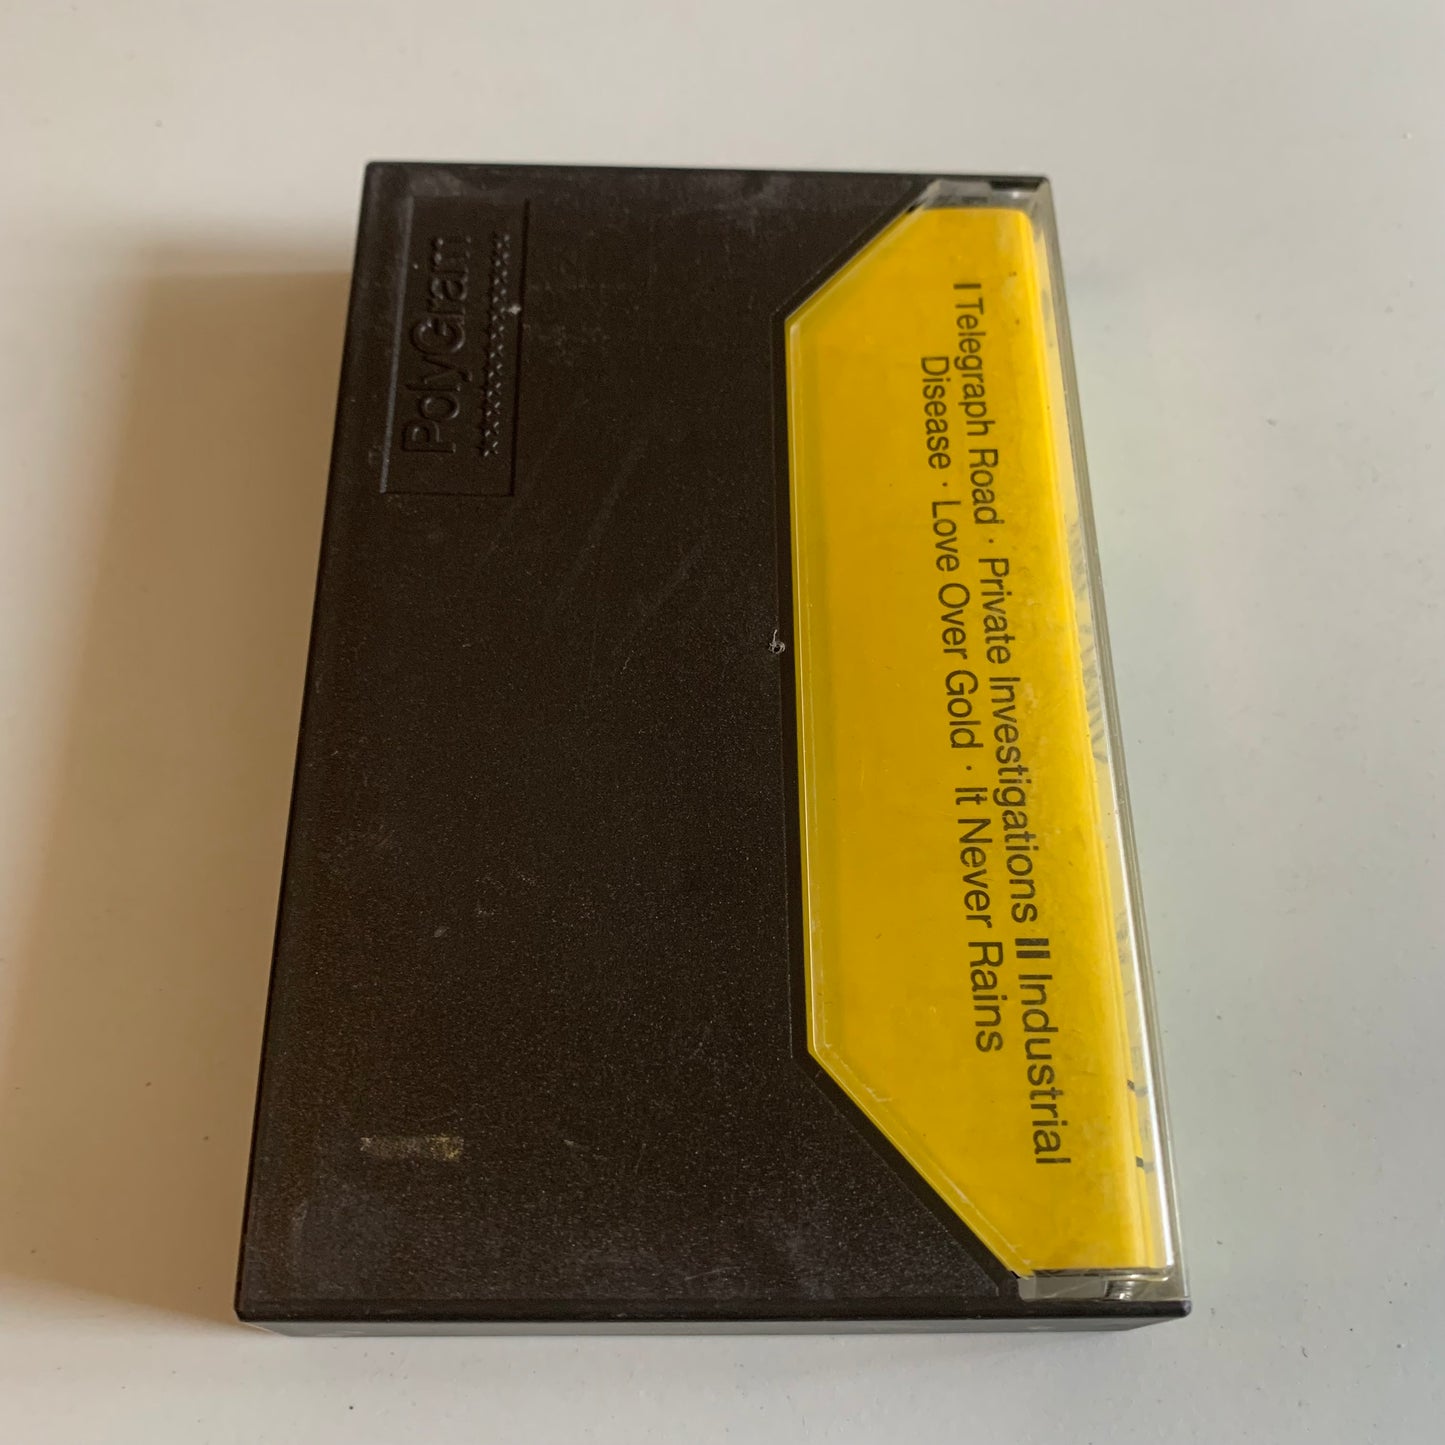 PolyGram
I Telegraph Road · Private Investigations II Industrial
Disease · Love Over Gold · It Never Rains